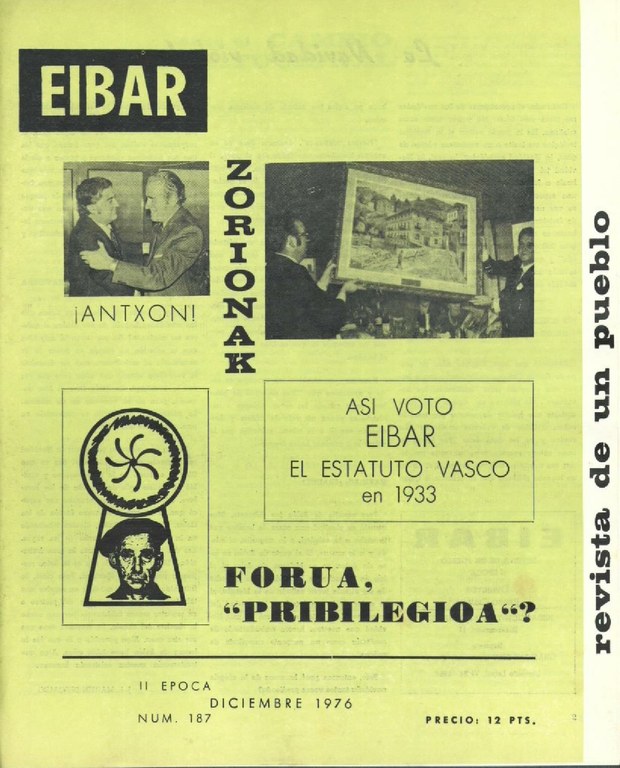 EIBAR
ZORIONAK
¡ANTXON!
ASI VOTO
EIBAR
EL ESTATUTO VASCO
en 1933
FORUA,
“PRIBILEGIOA“?
II EPOCA
DICIEMBRE 1976
NUM. 187
PRECIO: 12 PTS.
revista de un pueblo